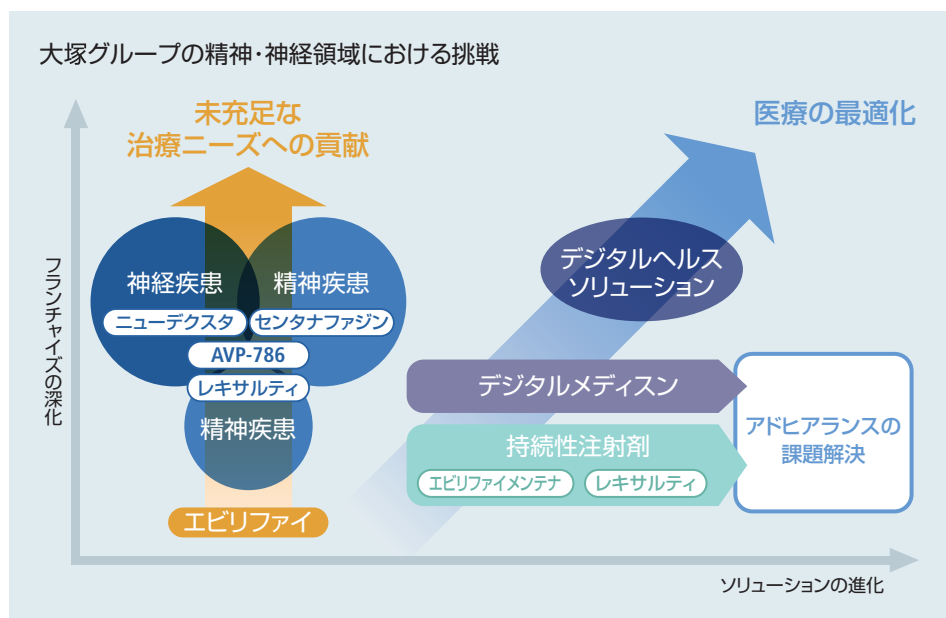 大塚グループの精神・神経領域における挑戦
未充足な
治療ニーズへの貢献
医療の最適化
フランチャイズの深化
神経疾患
精神疾患
ニューデクスタ
センタナファジン
AVP-786
レキサルティ
精神疾患
エビリファイ
デジタルヘルス
ソリューション
デジタルメディスン
持続性注射剤
エビリファイメンテナ
レキサルティ
アドヒアランスの
課題解決
ソリューションの進化